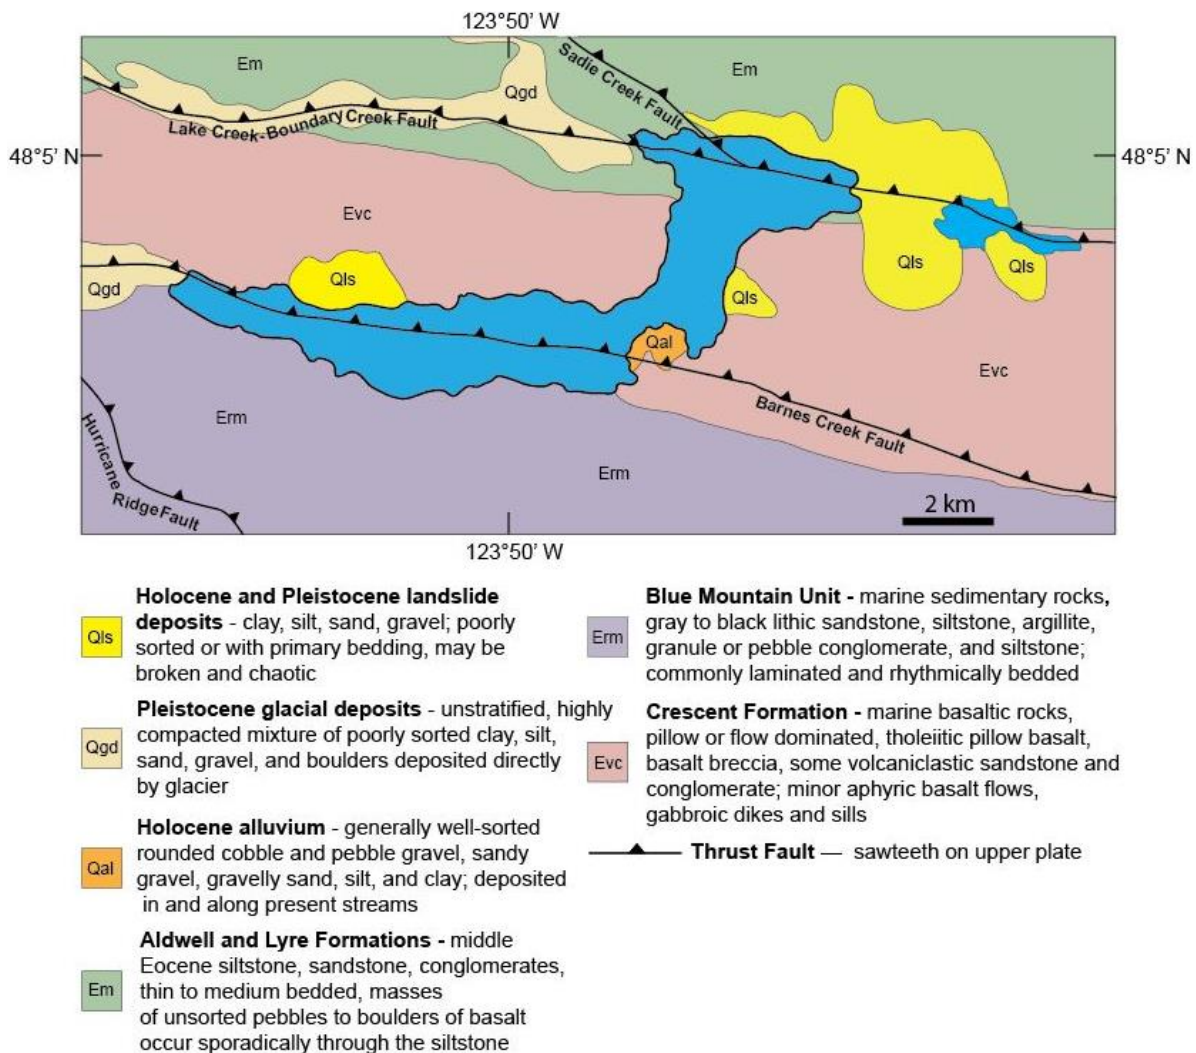 123°50’ W
Em
Sadie Creek Fault
Em
Qgd
Lake Creek-Boundary Creek Fault
48°5’ N
48°5’ N
Evc
Qls
Qls
Qls
Qgd
Qls
Qal
Evc
Erm
Barnes Creek Fault
Hurricane
Ridge Fault
Erm
2 km
123°50’ W
Holocene and Pleistocene landslide
deposits - clay, silt, sand, gravel; poorly
Qls
sorted or with primary bedding, may be
broken and chaotic
Pleistocene glacial deposits - unstratified, highly
compacted mixture of poorly sorted clay, silt,
Qgd
sand, gravel, and boulders deposited directly
by glacier
Holocene alluvium - generally well-sorted
rounded cobble and pebble gravel, sandy
Qal
gravel, gravelly sand, silt, and clay; deposited
in and along present streams
Aldwell and Lyre Formations - middle
Eocene siltstone, sandstone, conglomerates,
Em
thin to medium bedded, masses
of unsorted pebbles to boulders of basalt
occur sporadically through the siltstone
Blue Mountain Unit - marine sedimentary rocks,
gray to black lithic sandstone, siltstone, argillite,
Erm
granule or pebble conglomerate, and siltstone;
commonly laminated and rhythmically bedded
Crescent Formation - marine basaltic rocks,
pillow or flow dominated, tholeiitic pillow basalt,
Evc
basalt breccia, some volcaniclastic sandstone and
conglomerate; minor aphyric basalt flows,
gabbroic dikes and sills
Thrust Fault — sawteeth on upper plate